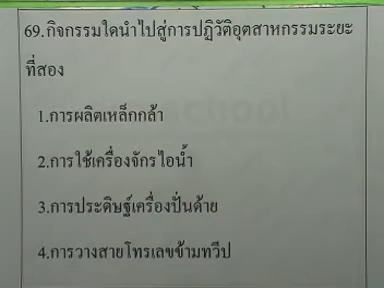 69.กิจกรรมใดนำไปสู่การปฏิวัติอุตสาหกรรมระยะ
ที่สอง
1.การผลิตเหล็กกล้า
2.การใช้เครื่องจักรไอน้ำ
3.การประดิษฐ์เครื่องปั่นด้าย
4.การวางสายโทรเลขข้ามทวีป